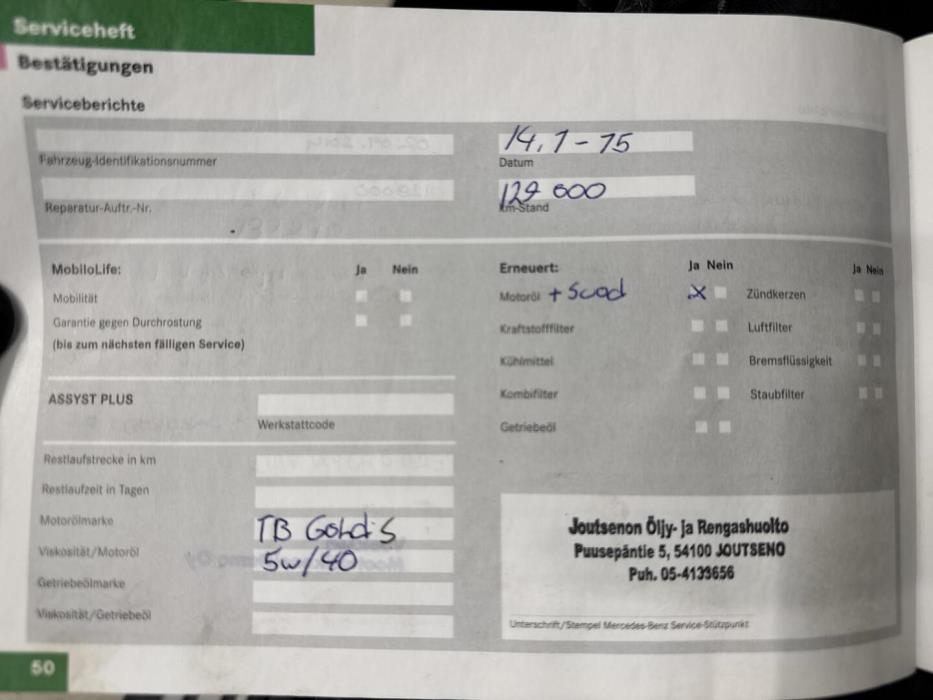 Serviceheft
Bestätigungen
Serviceberichte
Fahrzeug-Identifikationsnummer
14.1-15
Datum
Reparatur-Auftr.-Nr.
129 000
km-Stand
MobiloLife: Ja Nein
Mobilität
Garantie gegen Durchrostung
(bis zum nächsten fälligen Service)
Erneuert: Ja Nein Ja Nein
Motoröl + Suod X Zündkerzen
Kraftstofffilter Luftfilter
Kühlmittel Bremsflüssigkeit
Kombifilter Staubfilter
Getriebeöl
ASSYST PLUS
Werkstattcode
Restlaufstrecke in km
Restlaufzeit in Tagen
Motorölmarke TB Gold S
Viskosität/Motoröl 5w/40
Getriebeölmarke
Viskosität/Getriebeöl
Joutsenon Öljy- ja Rengashuolto
Puusepäntie 5, 54100 JOUTSENO
Puh. 05-4133656
Unterschrift/Stempel Mercedes-Benz Service-Stützpunkt
50